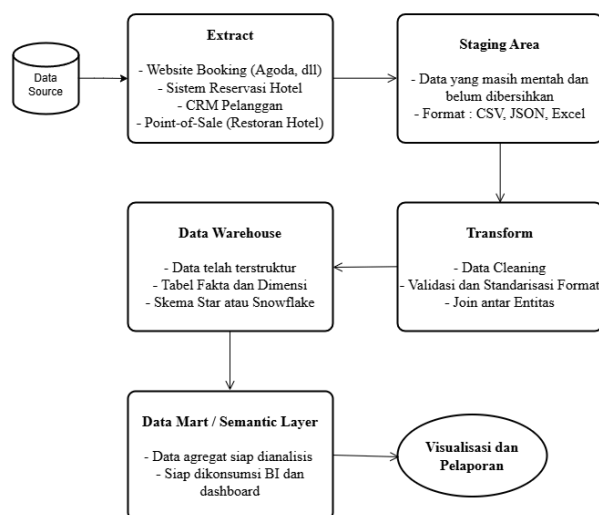 Data
Source
Extract
- Website Booking (Agoda, dll)
- Sistem Reservasi Hotel
- CRM Pelanggan
- Point-of-Sale (Restoran Hotel)
Staging Area
- Data yang masih mentah dan
belum dibersihkan
- Format : CSV, JSON, Excel
Data Warehouse
- Data telah terstruktur
- Tabel Fakta dan Dimensi
- Skema Star atau Snowflake
Transform
- Data Cleaning
- Validasi dan Standarisasi Format
- Join antar Entitas
Data Mart / Semantic Layer
- Data agregat siap dianalisis
- Siap dikonsumsi BI dan
dashboard
Visualisasi dan
Pelaporan